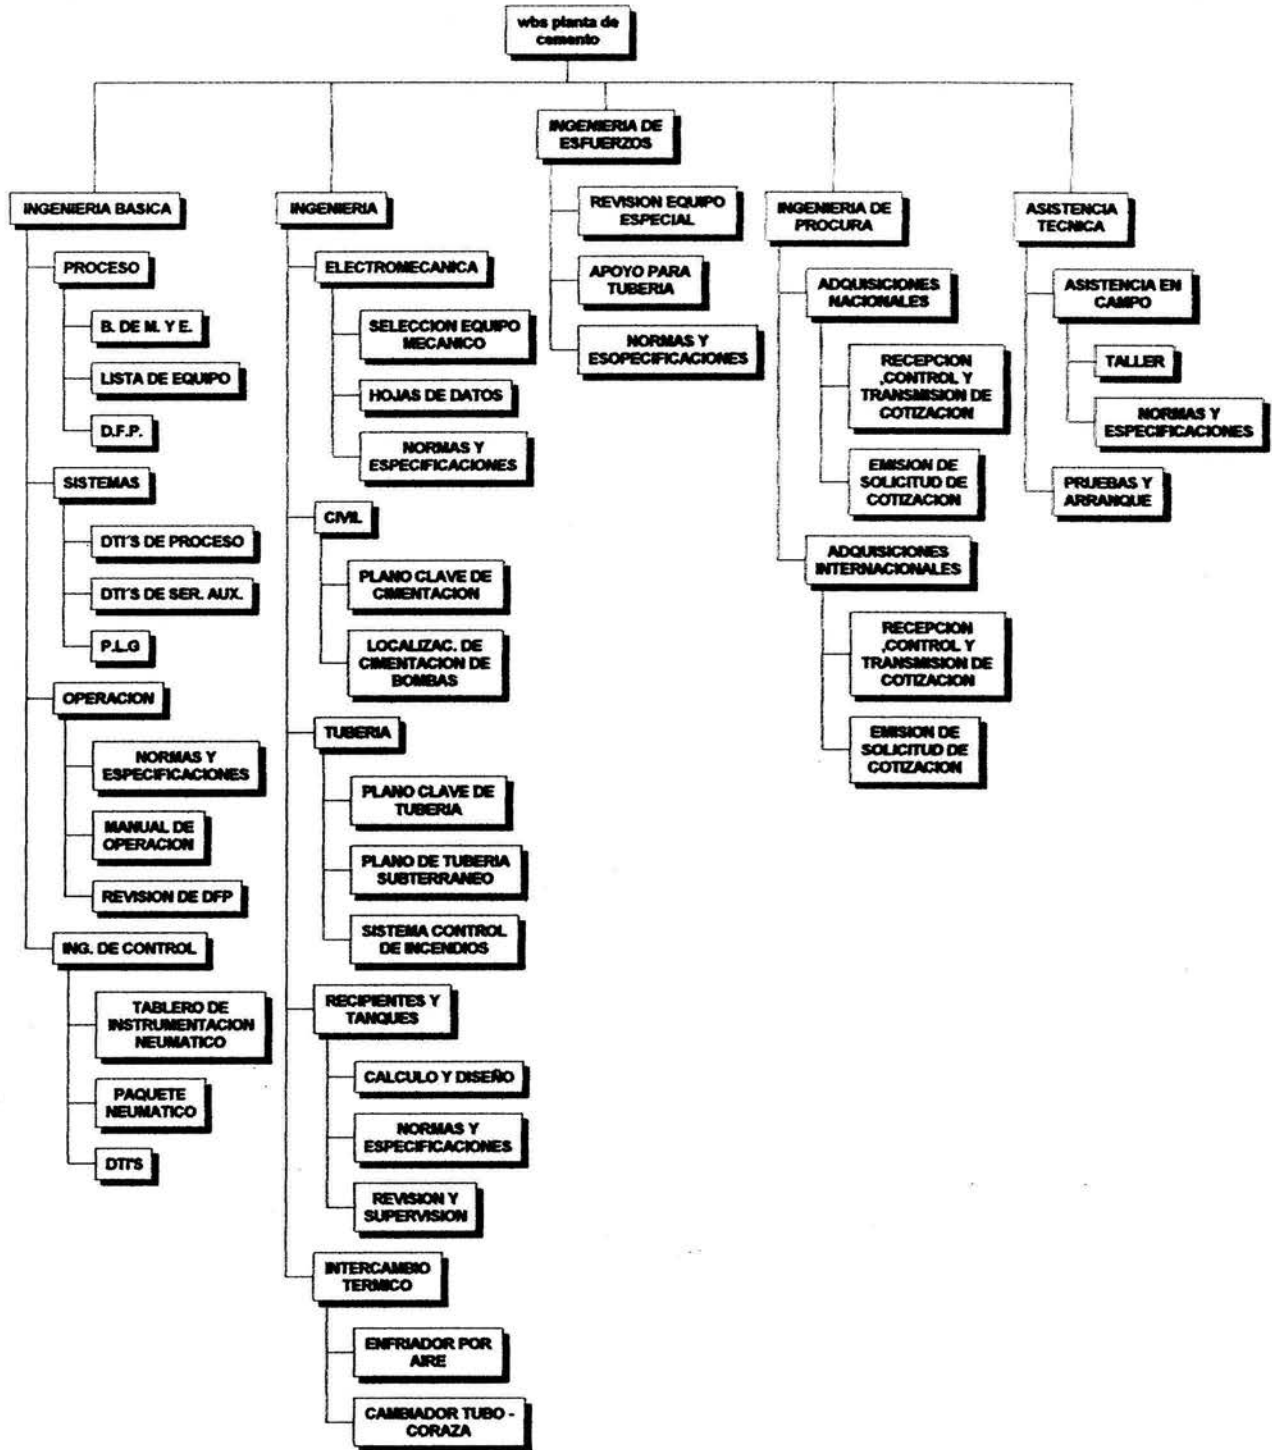 wbs planta de
cemento
INGENIERIA BASICA
PROCESO
B. DE M. Y E.
LISTA DE EQUIPO
D.F.P.
SISTEMAS
DTI´S DE PROCESO
DTI´S DE SER. AUX.
P.L.G
OPERACION
NORMAS Y
ESPECIFICACIONES
MANUAL DE
OPERACION
REVISION DE DFP
ING. DE CONTROL
TABLERO DE
INSTRUMENTACION
NEUMATICO
PAQUETE
NEUMATICO
DTI'S
INGENIERIA
ELECTROMECANICA
SELECCION EQUIPO
MECANICO
HOJAS DE DATOS
NORMAS Y
ESPECIFICACIONES
CIVIL
PLANO CLAVE DE
CIMENTACION
LOCALIZAC. DE
CIMENTACION DE
BOMBAS
TUBERIA
PLANO CLAVE DE
TUBERIA
PLANO DE TUBERIA
SUBTERRANEO
SISTEMA CONTROL
DE INCENDIOS
RECIPIENTES Y
TANQUES
CALCULO Y DISEÑO
NORMAS Y
ESPECIFICACIONES
REVISION Y
SUPERVISION
INTERCAMBIO
TERMICO
ENFRIADOR POR
AIRE
CAMBIADOR TUBO -
CORAZA
INGENIERIA DE
ESFUERZOS
REVISION EQUIPO
ESPECIAL
APOYO PARA
TUBERIA
NORMAS Y
ESOPECIFICACIONES
INGENIERIA DE
PROCURA
ADQUISICIONES
NACIONALES
RECEPCION
,CONTROL Y
TRANSMISION DE
COTIZACION
EMISION DE
SOLICITUD DE
COTIZACION
ADQUISICIONES
INTERNACIONALES
RECEPCION
,CONTROL Y
TRANSMISION DE
COTIZACION
EMISION DE
SOLICITUD DE
COTIZACION
ASISTENCIA
TECNICA
ASISTENCIA EN
CAMPO
TALLER
NORMAS Y
ESPECIFICACIONES
PRUEBAS Y
ARRANQUE